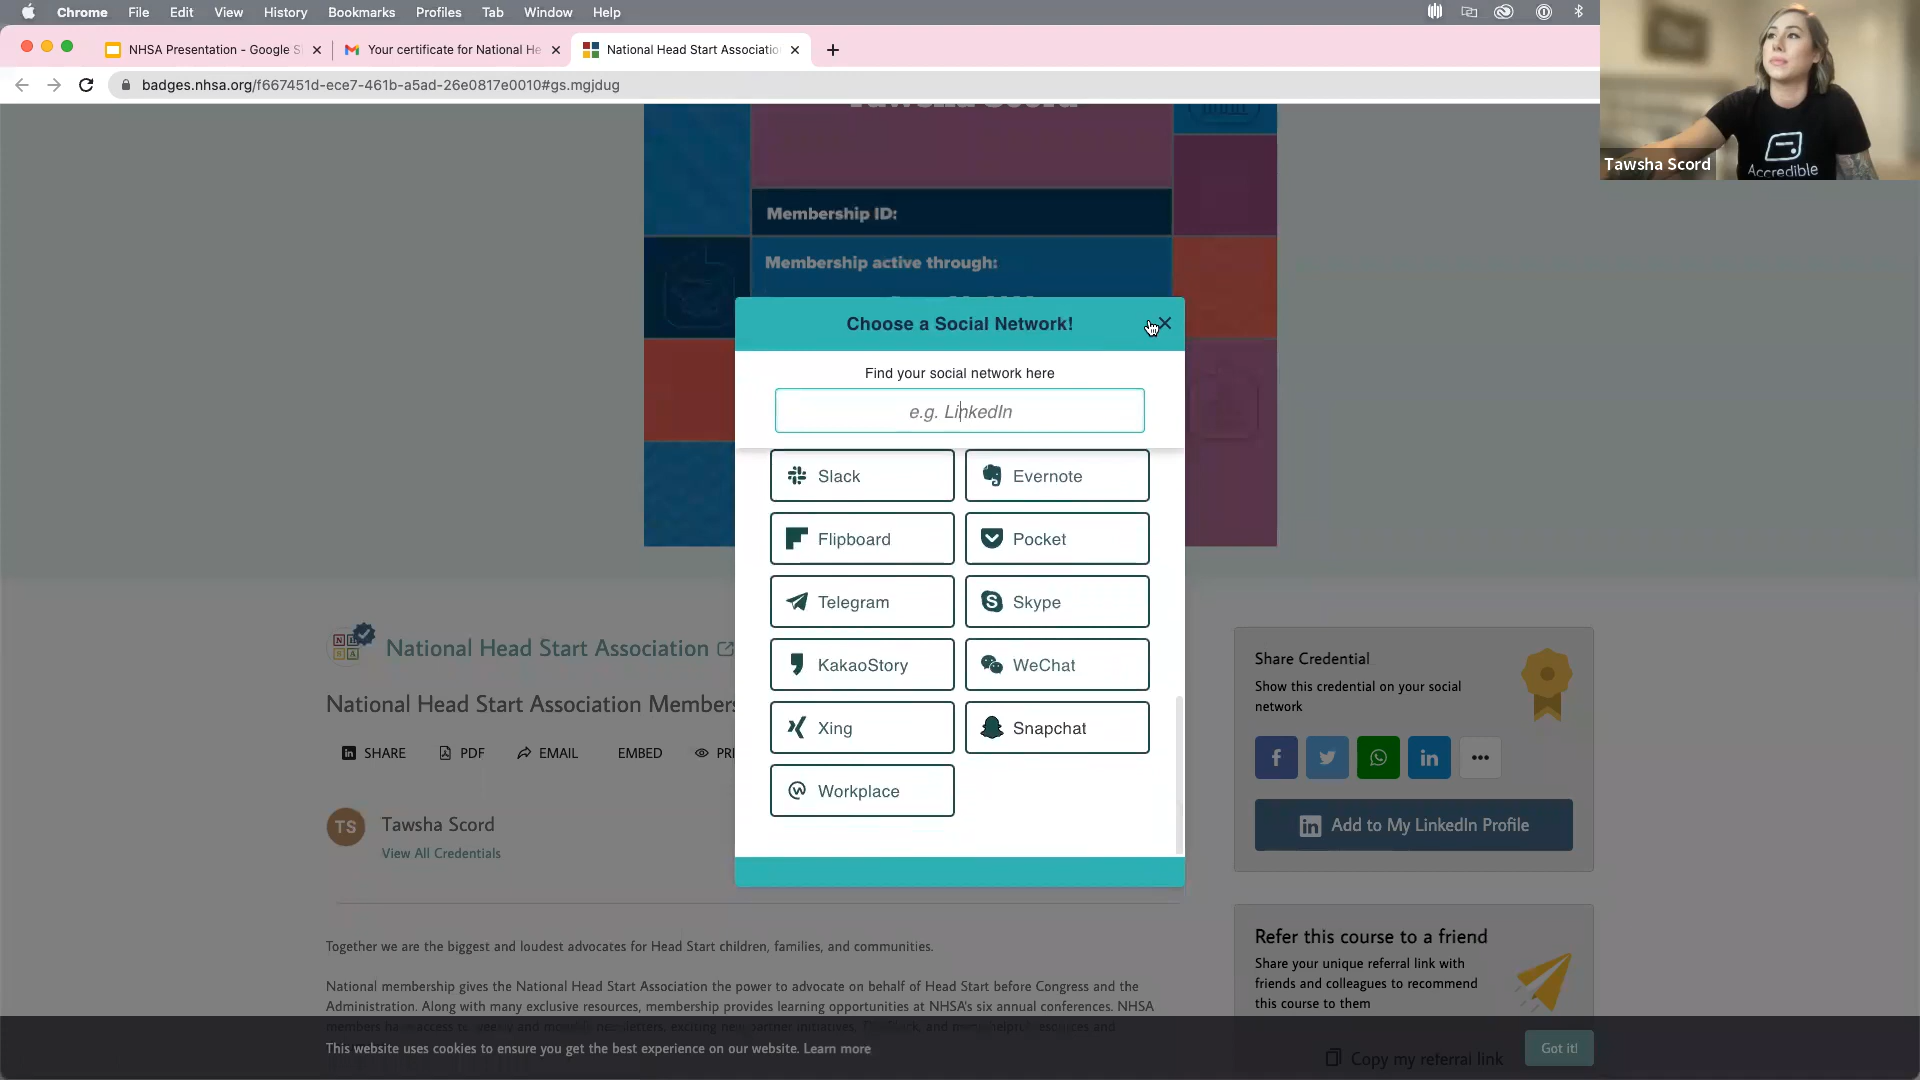 Chrome File Edit View History Bookmarks Profiles Tab Window Help
NHSA Presentation - Google S
Your certificate for National He
National Head Start Associatio
badges.nhsa.org/f667451d-ece7-461b-a5ad-26e0817e0010#gs.mgjdug
Accredible
Tawsha Scord
Tawsha Scord
Membership ID:
Membership active through:
Choose a Social Network!
Find your social network here
e.g. LinkedIn
Slack Evernote
Flipboard Pocket
Telegram Skype
KakaoStory WeChat
Xing Snapchat
Workplace
National Head Start Association
National Head Start Association Members
SHARE PDF EMAIL EMBED PRI
TS
Tawsha Scord
View All Credentials
Together we are the biggest and loudest advocates for Head Start children, families, and communities.
National membership gives the National Head Start Association the power to advocate on behalf of Head Start before Congress and the
Administration. Along with many exclusive resources, membership provides learning opportunities at NHSA's six annual conferences. NHSA
Share Credential
Show this credential on your social
network
Add to My LinkedIn Profile
Refer this course to a friend
Share your unique referral link with
friends and colleagues to recommend
this course to them
Copy my referral link
This website uses cookies to ensure you get the best experience on our website. Learn more
Got it!